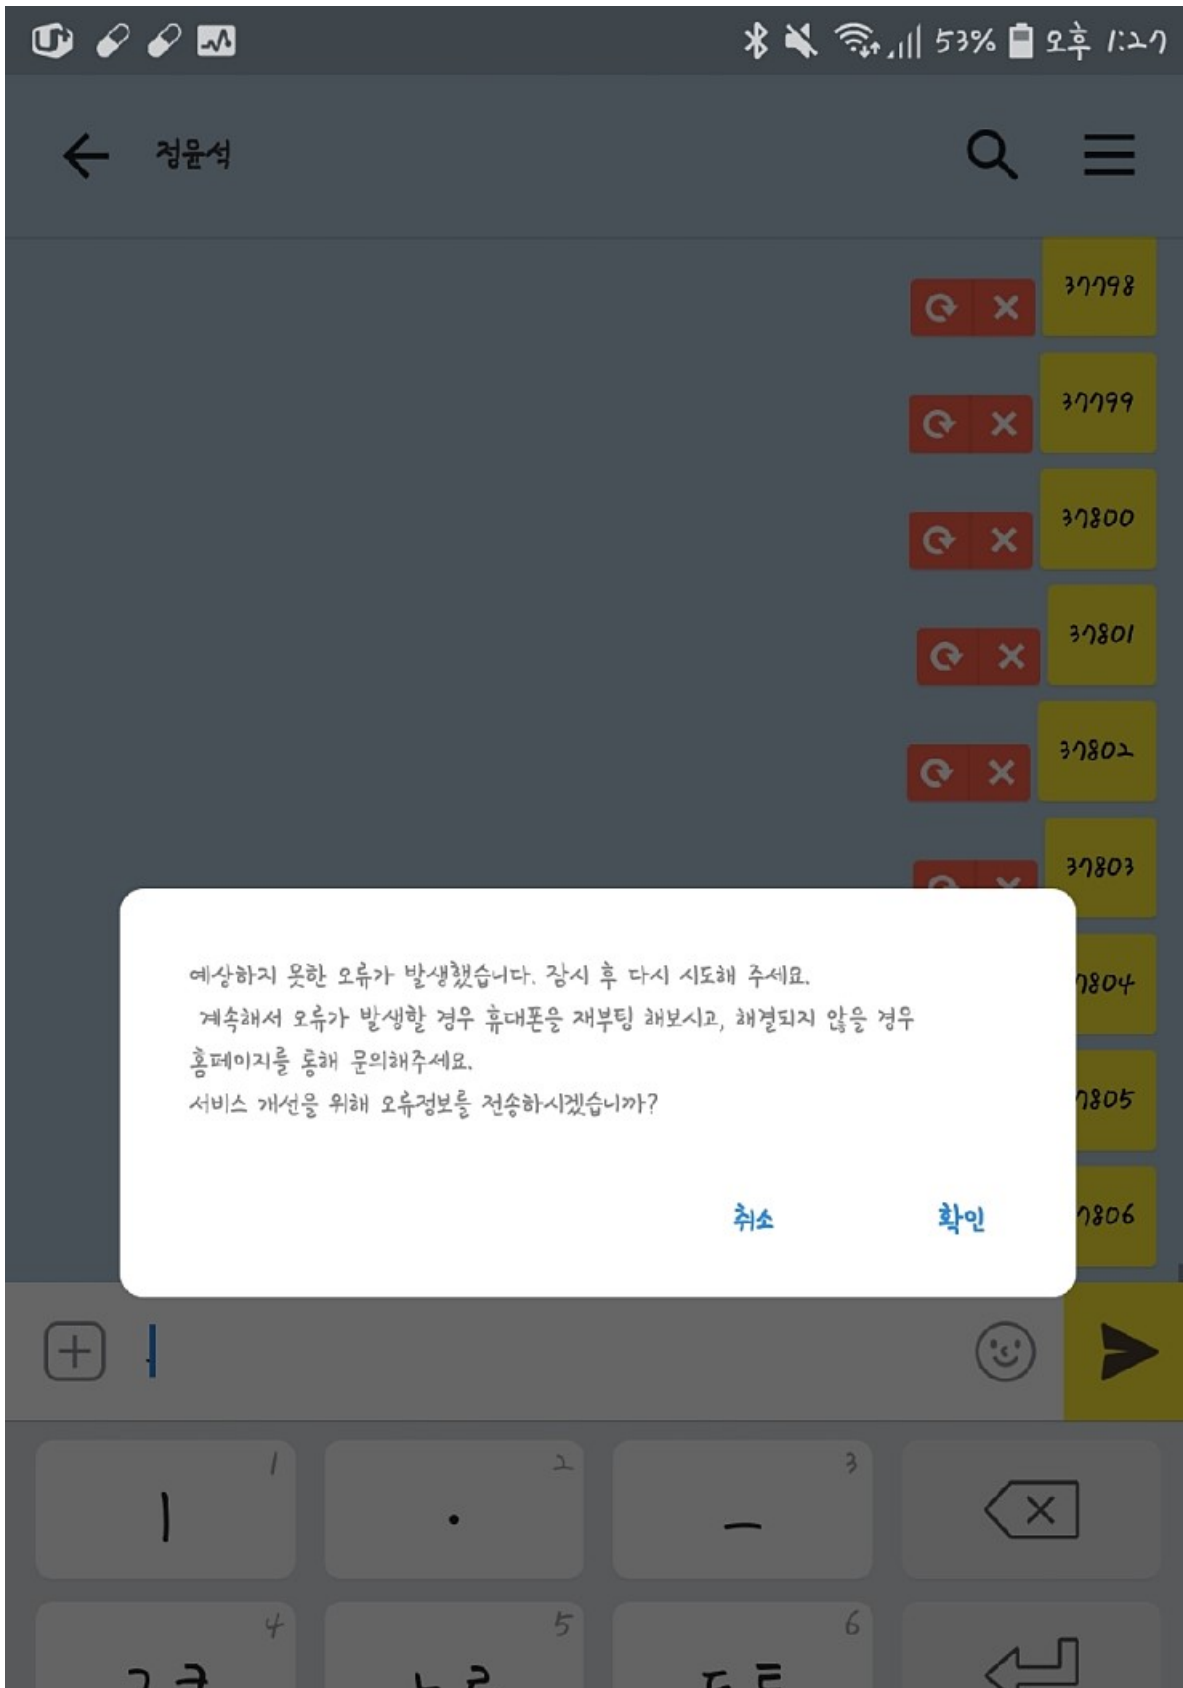 U+ 53% 오후 1:27
정윤석
37798
37799
37800
37801
37802
37803
예상하지 못한 오류가 발생했습니다. 잠시 후 다시 시도해 주세요.
계속해서 오류가 발생할 경우 휴대폰을 재부팅 해보시고, 해결되지 않을 경우
홈페이지를 통해 문의해주세요.
서비스 개선을 위해 오류정보를 전송하시겠습니까?
취소 확인
7804
7805
7806
.
1 2 3
ㅣ · ㅡ
4 5 6
ㄱㅋ ㄴㄹ ㄷㅌ